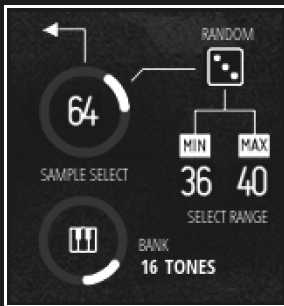 RANDOM
64
MIN MAX
36 40
SAMPLE SELECT
SELECT RANGE
BANK
16 TONES